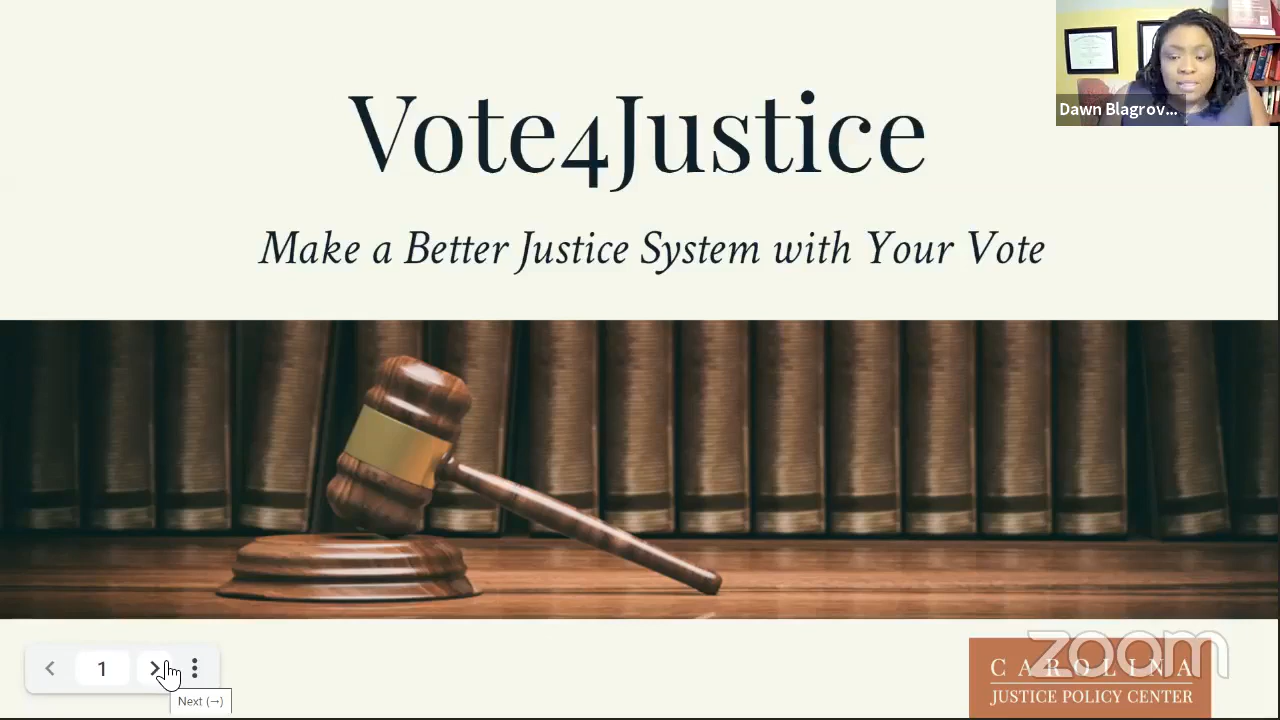 Vote4Justice
Dawn Blagrov...
Make a Better Justice System with Your Vote
1
Next (→)
zoom
CAROLINA
JUSTICE POLICY CENTER